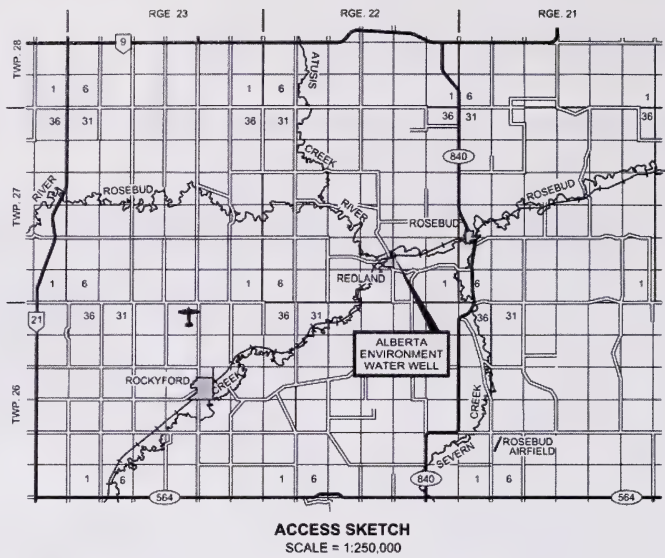 RGE. 23 RGE. 22 RGE. 21
TWP. 28
9
ATUSIS
1 6 1 6 1 6 1
36 31 36 31 36 31 36
CREEK
840
TWP. 27
RIVER
ROSEBUD
RIVER
ROSEBUD
ROSEBUD
REDLAND
1 6 1 6 1 6 1
21
36 31 36 31 36 31
ALBERTA
ENVIRONMENT
WATER WELL
ROCKYFORD
CREEK
CREEK
TWP. 26
SEVERN
ROSEBUD
AIRFIELD
1 6 1 6 1 6
564 840 564
ACCESS SKETCH
SCALE = 1:250,000